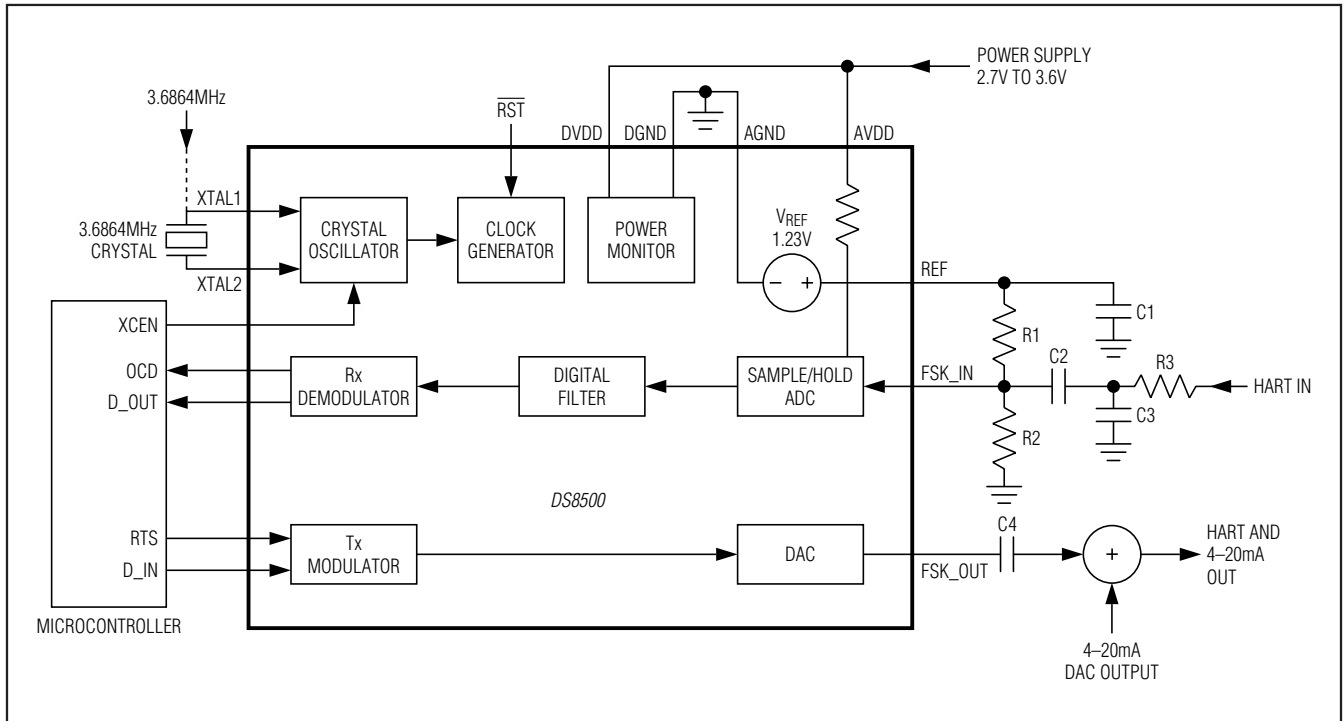 POWER SUPPLY
2.7V TO 3.6V
3.6864MHz
RST
DVDD
DGND
AGND
AVDD
XTAL1
3.6864MHz
CRYSTAL
XTAL2
CRYSTAL
OSCILLATOR
CLOCK
GENERATOR
POWER
MONITOR
VREF
1.23V
– +
REF
C1
R1
XCEN
OCD
D_OUT
Rx
DEMODULATOR
DIGITAL
FILTER
SAMPLE/HOLD
ADC
FSK_IN
C2
R3
HART IN
C3
R2
DS8500
RTS
D_IN
Tx
MODULATOR
DAC
FSK_OUT
C4
+
HART AND
4–20mA
OUT
MICROCONTROLLER
4–20mA
DAC OUTPUT